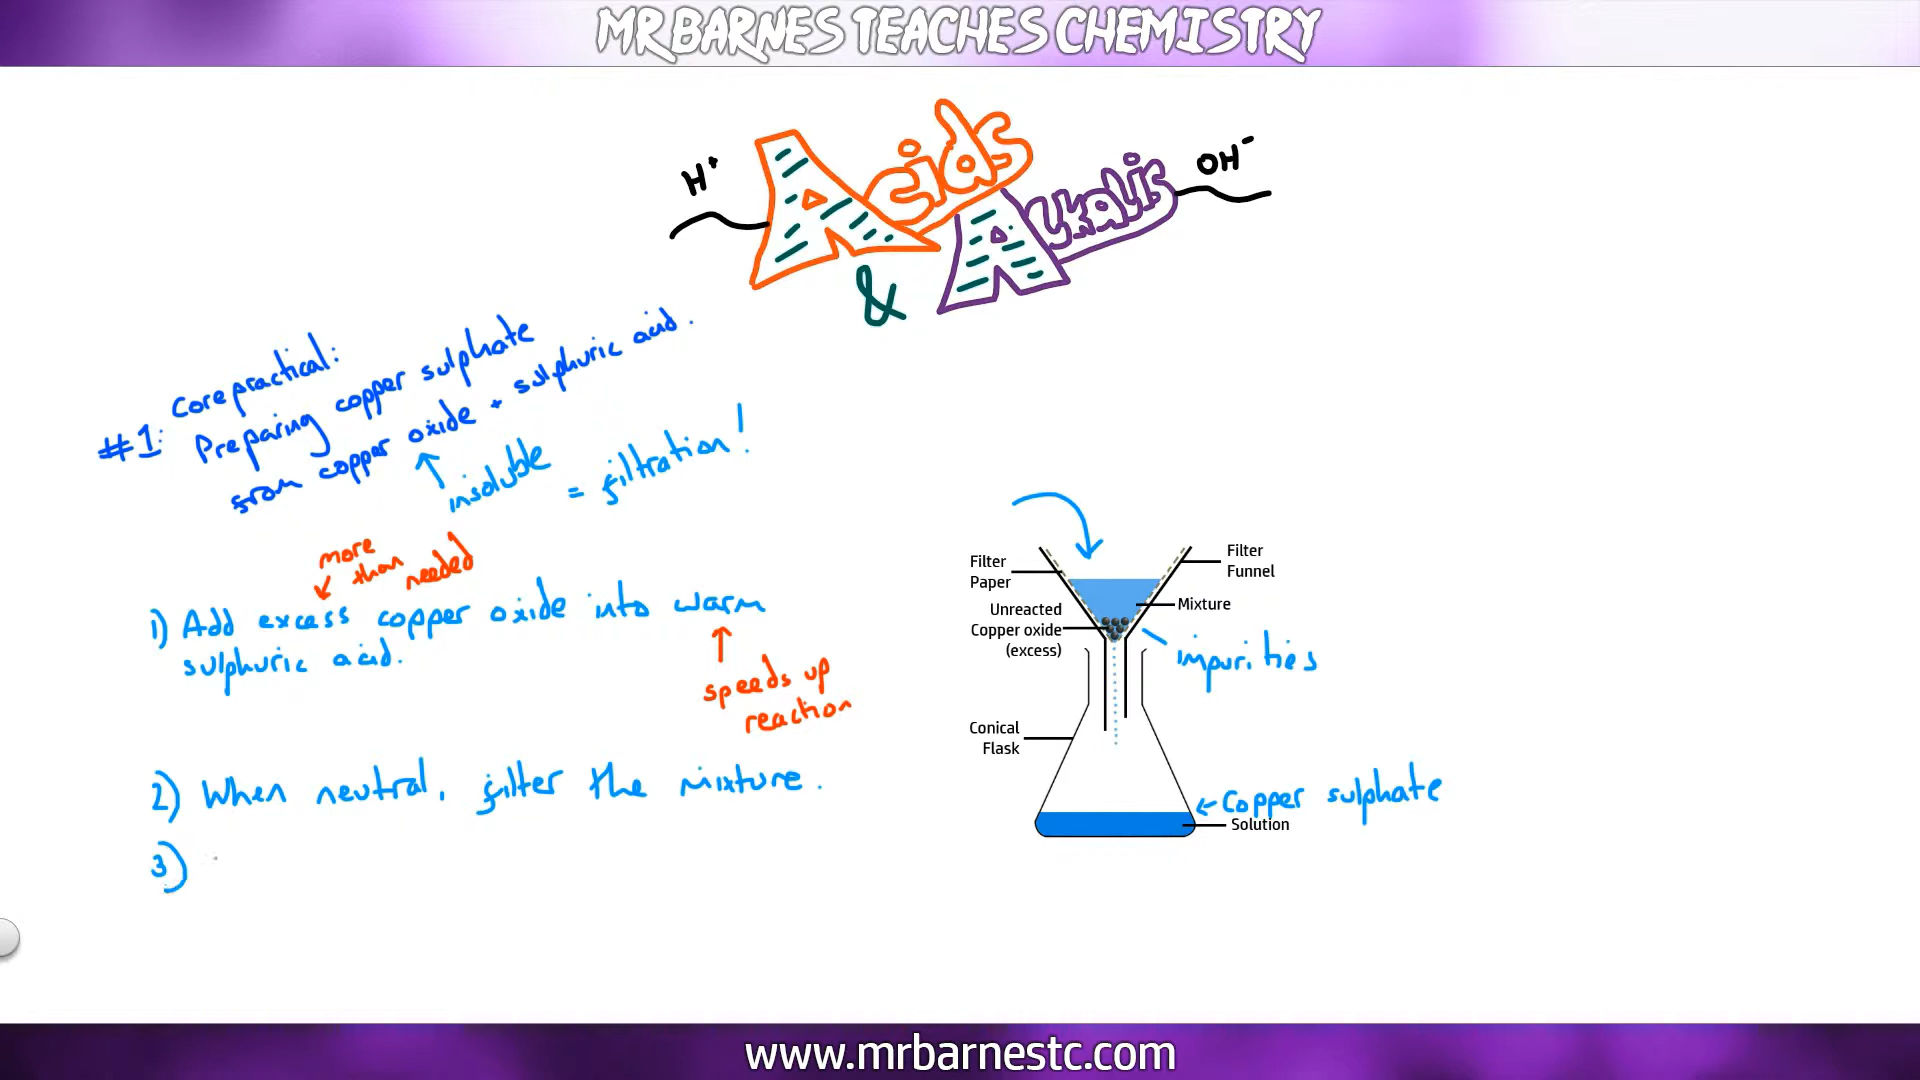 MR BARNES TEACHES CHEMISTRY
H⁺
Acids
&
Alkalis
OH⁻
Core practical:
#1: Preparing copper sulphate
from copper oxide + sulphuric acid.
insoluble = filtration!
more
than needed
1) Add excess copper oxide into warm
sulphuric acid.
speeds up
reaction
2) When neutral, filter the mixture.
3)
Filter
Paper
Filter
Funnel
Unreacted
Copper oxide
(excess)
Mixture
impurities
Conical
Flask
Copper sulphate
Solution
www.mrbarnestc.com